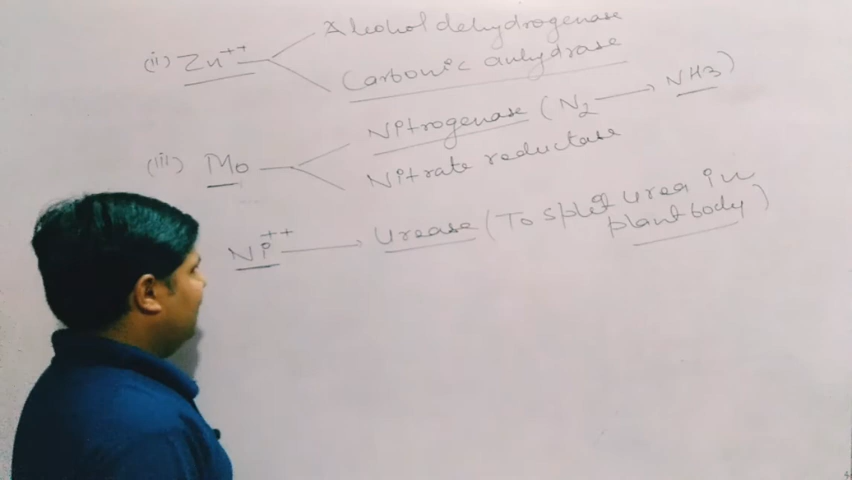 Alcohol dehydrogenase
(ii) Zn++
Carbonic anhydrase
Nitrogenase (N2 → NH3)
(iii) Mo
Nitrate reductase
Ni++ → Urease (To split urea in
plant body)